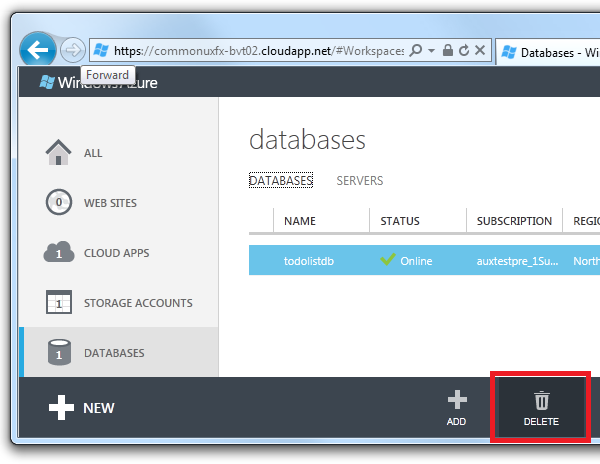 https://commonuxfx-bvt02.cloudapp.net/#Workspaces
Databases - Wi
Forward
Windows Azure
databases
DATABASES SERVERS
NAME STATUS SUBSCRIPTION REGI
todolistdb Online auxtestpre_1Su... North
ALL
0 WEB SITES
1 CLOUD APPS
1 STORAGE ACCOUNTS
1 DATABASES
NEW
ADD
DELETE